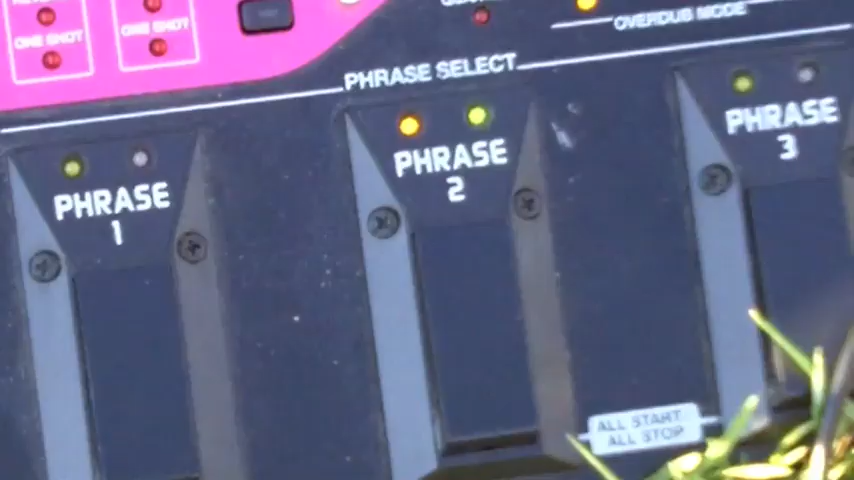 ONE SHOT
ONE SHOT
OVERDUB MODE
PHRASE SELECT
PHRASE
1
PHRASE
2
PHRASE
3
ALL START
ALL STOP